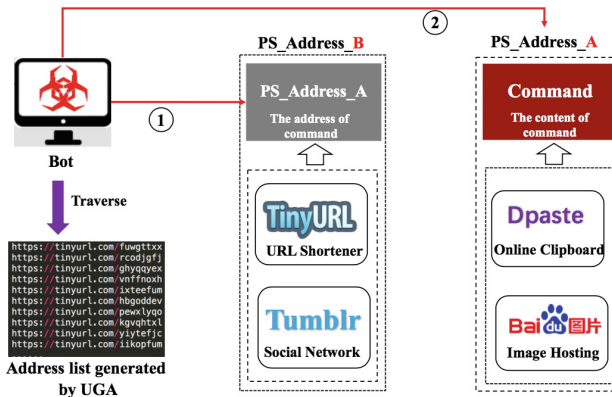 ②
PS_Address_B
PS_Address_A
PS_Address_A
The address of
command
Command
The content of
command
①
Bot
Traverse
TinyURL
URL Shortener
Dpaste
Online Clipboard
https://tinyurl.com/fuwgttxx
https://tinyurl.com/rcodjgfj
https://tinyurl.com/ghyqqyex
https://tinyurl.com/vnffnoxh
https://tinyurl.com/ixteefum
https://tinyurl.com/hbgoddev
https://tinyurl.com/pewxlyqo
https://tinyurl.com/kgvqhtxl
https://tinyurl.com/yiytefjc
https://tinyurl.com/iikopfum
......
Tumblr
Social Network
Bai du 图片
Image Hosting
Address list generated
by UGA